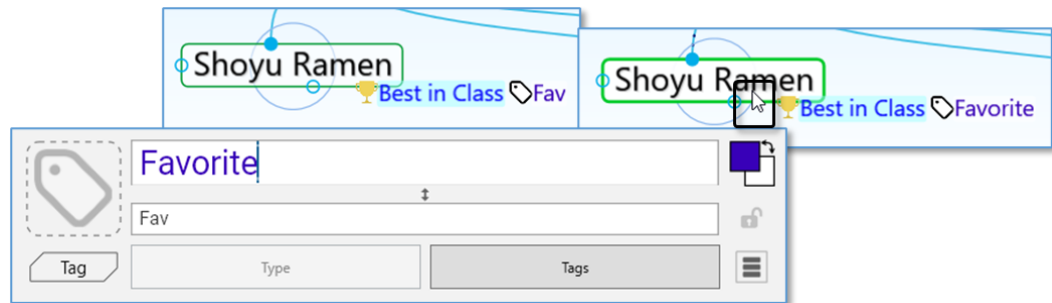 Shoyu Ramen
Best in Class Fav
Shoyu Ramen
Best in Class Favorite
Favorite
Fav
Tag Type Tags